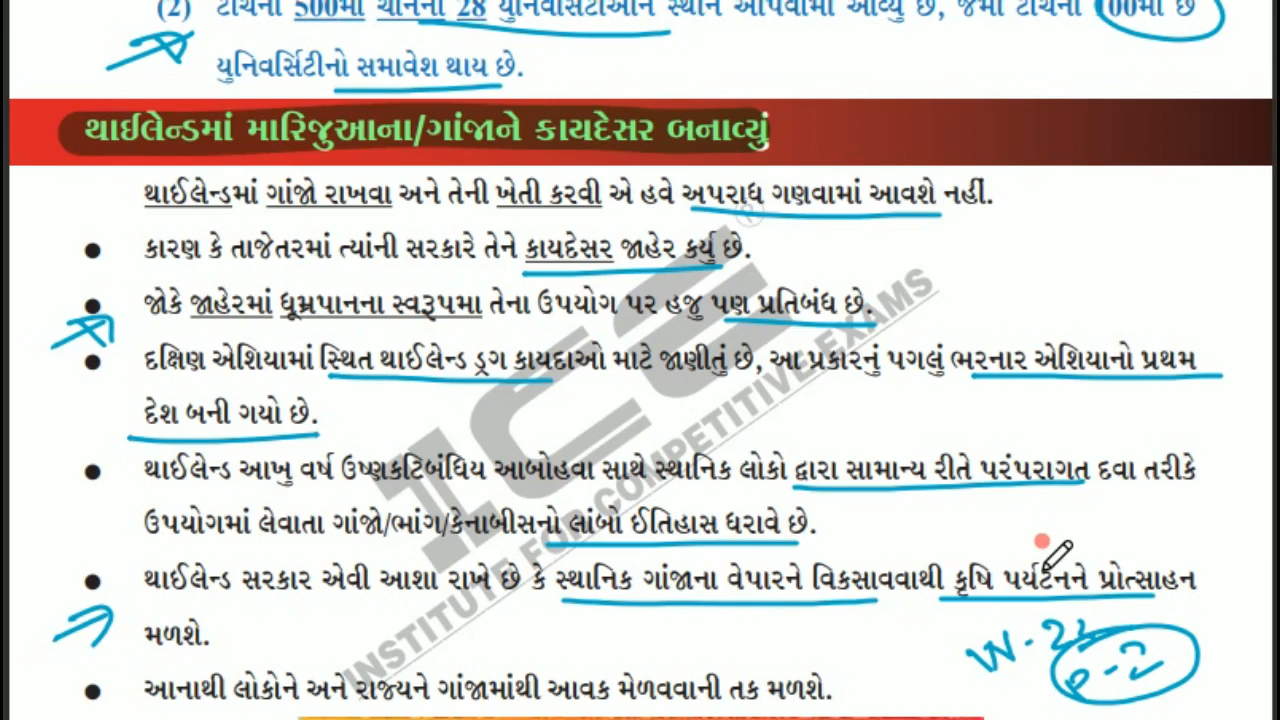 (2) ટોચની 500માં ચીનની 28 યુનિવર્સિટીઓને સ્થાન આપવામાં આવ્યું છે, જેમાં ટોચની 100માં છ
યુનિવર્સિટીનો સમાવેશ થાય છે.
થાઈલેન્ડમાં મારિજુઆના/ગાંજાને કાયદેસર બનાવ્યું
થાઈલેન્ડમાં ગાંજો રાખવા અને તેની ખેતી કરવી એ હવે અપરાધ ગણવામાં આવશે નહીં.
● કારણ કે તાજેતરમાં ત્યાંની સરકારે તેને કાયદેસર જાહેર કર્યુ છે.
● જોકે જાહેરમાં ધૂમ્રપાનના સ્વરૂપમા તેના ઉપયોગ પર હજુ પણ પ્રતિબંધ છે.
● દક્ષિણ એશિયામાં સ્થિત થાઈલેન્ડ ડ્રગ કાયદાઓ માટે જાણીતું છે, આ પ્રકારનું પગલું ભરનાર એશિયાનો પ્રથમ
દેશ બની ગયો છે.
● થાઈલેન્ડ આખુ વર્ષ ઉષ્ણકટિબંધિય આબોહવા સાથે સ્થાનિક લોકો દ્વારા સામાન્ય રીતે પરંપરાગત દવા તરીકે
ઉપયોગમાં લેવાતા ગાંજો/ભાંગ/કેનાબીસનો લાંબો ઈતિહાસ ધરાવે છે.
● થાઈલેન્ડ સરકાર એવી આશા રાખે છે કે સ્થાનિક ગાંજાના વેપારને વિકસાવવાથી કૃષિ પર્યટનને પ્રોત્સાહન
મળશે.
● આનાથી લોકોને અને રાજ્યને ગાંજામાંથી આવક મેળવવાની તક મળશે.
ICE
®
INSTITUTE FOR COMPETITIVE EXAMS